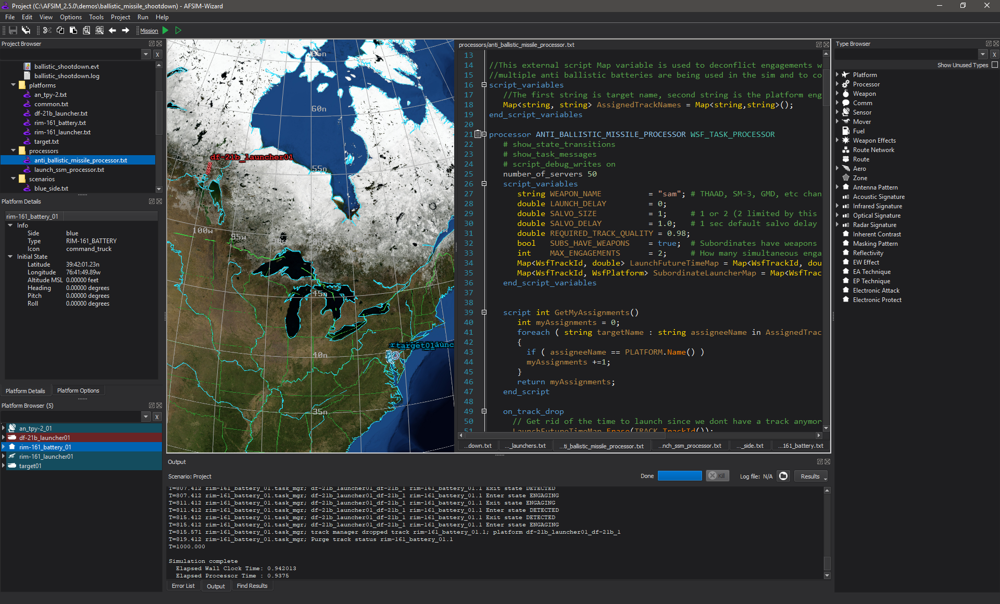 Project (C:\AFSIM_2.5.0\demos\ballistic_missile_shootdown) - AFSIM-Wizard
File Edit View Options Tools Project Run Help
Mission
Project Browser
x
ballistic_shootdown.evt
ballistic_shootdown.log
platforms
an_tpy-2.txt
common.txt
df-21b_launcher.txt
rim-161_battery.txt
rim-161_launcher.txt
target.txt
processors
anti_ballistic_missile_processor.txt
launch_ssm_processor.txt
scenarios
blue_side.txt
Platform Details
rim-161_battery_01
Info
Side blue
Type RIM-161_BATTERY
Icon command_truck
Initial State
Latitude 39:42:01.23n
Longitude 76:41:49.89w
Altitude MSL 0.00000 feet
Heading 0.00000 degrees
Pitch 0.00000 degrees
Roll 0.00000 degrees
Platform Details Platform Options
Platform Browser (5)
x
an_tpy-2_01
df-21b_launcher01
rim-161_battery_01
rim-161_launcher01
target01
65n
60n
df-21b_launcher01
55n
100w
95w
45n
target01
40n
35n
processors/anti_ballistic_missile_processor.txt
13
14 //This external script Map variable is used to deconflict engagements w
15 //multiple anti ballistic batteries are being used in the sim and to co
16 script_variables
17 //The first string is target name, second string is the platform eng
18 Map<string, string> AssignedTrackNames = Map<string,string>();
19 end_script_variables
20
21 processor ANTI_BALLISTIC_MISSILE_PROCESSOR WSF_TASK_PROCESSOR
22 # show_state_transitions
23 # show_task_messages
24 # script_debug_writes on
25 number_of_servers 50
26 script_variables
27 string WEAPON_NAME = "sam"; # THAAD, SM-3, GMD, etc chan
28 double LAUNCH_DELAY = 0;
29 double SALVO_SIZE = 1; # 1 or 2 (2 limited by this
30 double SALVO_DELAY = 1.0; # 1 sec default salvo delay
31 double REQUIRED_TRACK_QUALITY = 0.98;
32 bool SUBS_HAVE_WEAPONS = true; # Subordinates have weapons
33 int MAX_ENGAGEMENTS = 2; # How many simultaneous enga
34 Map<WsfTrackId, double> LaunchFutureTimeMap = Map<WsfTrackId, dou
35 Map<WsfTrackId, WsfPlatform> SubordinateLauncherMap = Map<WsfTrac
36 end_script_variables
37
38
39 script int GetMyAssignments()
40 int myAssignments = 0;
41 foreach ( string targetName : string assigneeName in AssignedTrac
42 {
43 if ( assigneeName == PLATFORM.Name() )
44 myAssignments +=1;
45 }
46 return myAssignments;
47 end_script
48
49 on_track_drop
50 // Get rid of the time to launch since we dont have a track anymor
51 LaunchFutureTimeMap.Erase(TRACK.TrackId());
...down.txt ..._launchers.txt ...ti_ballistic_missile_processor.txt ...nch_ssm_processor.txt ..._side.txt ...161_battery.txt
Type Browser
x
Show Unused Types
Platform
Processor
Weapon
Comm
Sensor
Mover
Fuel
Weapon Effects
Route Network
Route
Aero
Zone
Antenna Pattern
Acoustic Signature
Infrared Signature
Optical Signature
Radar Signature
Inherent Contrast
Masking Pattern
Reflectivity
EW Effect
EA Technique
EP Technique
Electronic Attack
Electronic Protect
Output
Scenario: Project Done Kill Log file: N/A Results
T=807.412 rim-161_battery_01.task_mgr; df-21b_launcher01_df-21b_1 rim-161_battery_01.1 Exit state DETECTED
T=807.412 rim-161_battery_01.task_mgr; df-21b_launcher01_df-21b_1 rim-161_battery_01.1 Enter state ENGAGING
T=811.412 rim-161_battery_01.task_mgr; df-21b_launcher01_df-21b_1 rim-161_battery_01.1 Exit state ENGAGING
T=811.412 rim-161_battery_01.task_mgr; df-21b_launcher01_df-21b_1 rim-161_battery_01.1 Enter state DETECTED
T=815.412 rim-161_battery_01.task_mgr; df-21b_launcher01_df-21b_1 rim-161_battery_01.1 Exit state DETECTED
T=815.412 rim-161_battery_01.task_mgr; df-21b_launcher01_df-21b_1 rim-161_battery_01.1 Enter state ENGAGING
T=815.571 rim-161_battery_01.task_mgr; track manager dropped track rim-161_battery_01.1; platform df-21b_launcher01_df-21b_1
T=819.412 rim-161_battery_01.task_mgr; Purge track status rim-161_battery_01.1
T=1000.000
Simulation complete
Elapsed Wall Clock Time: 0.942013
Elapsed Processor Time : 0.9375
Error List Output Find Results